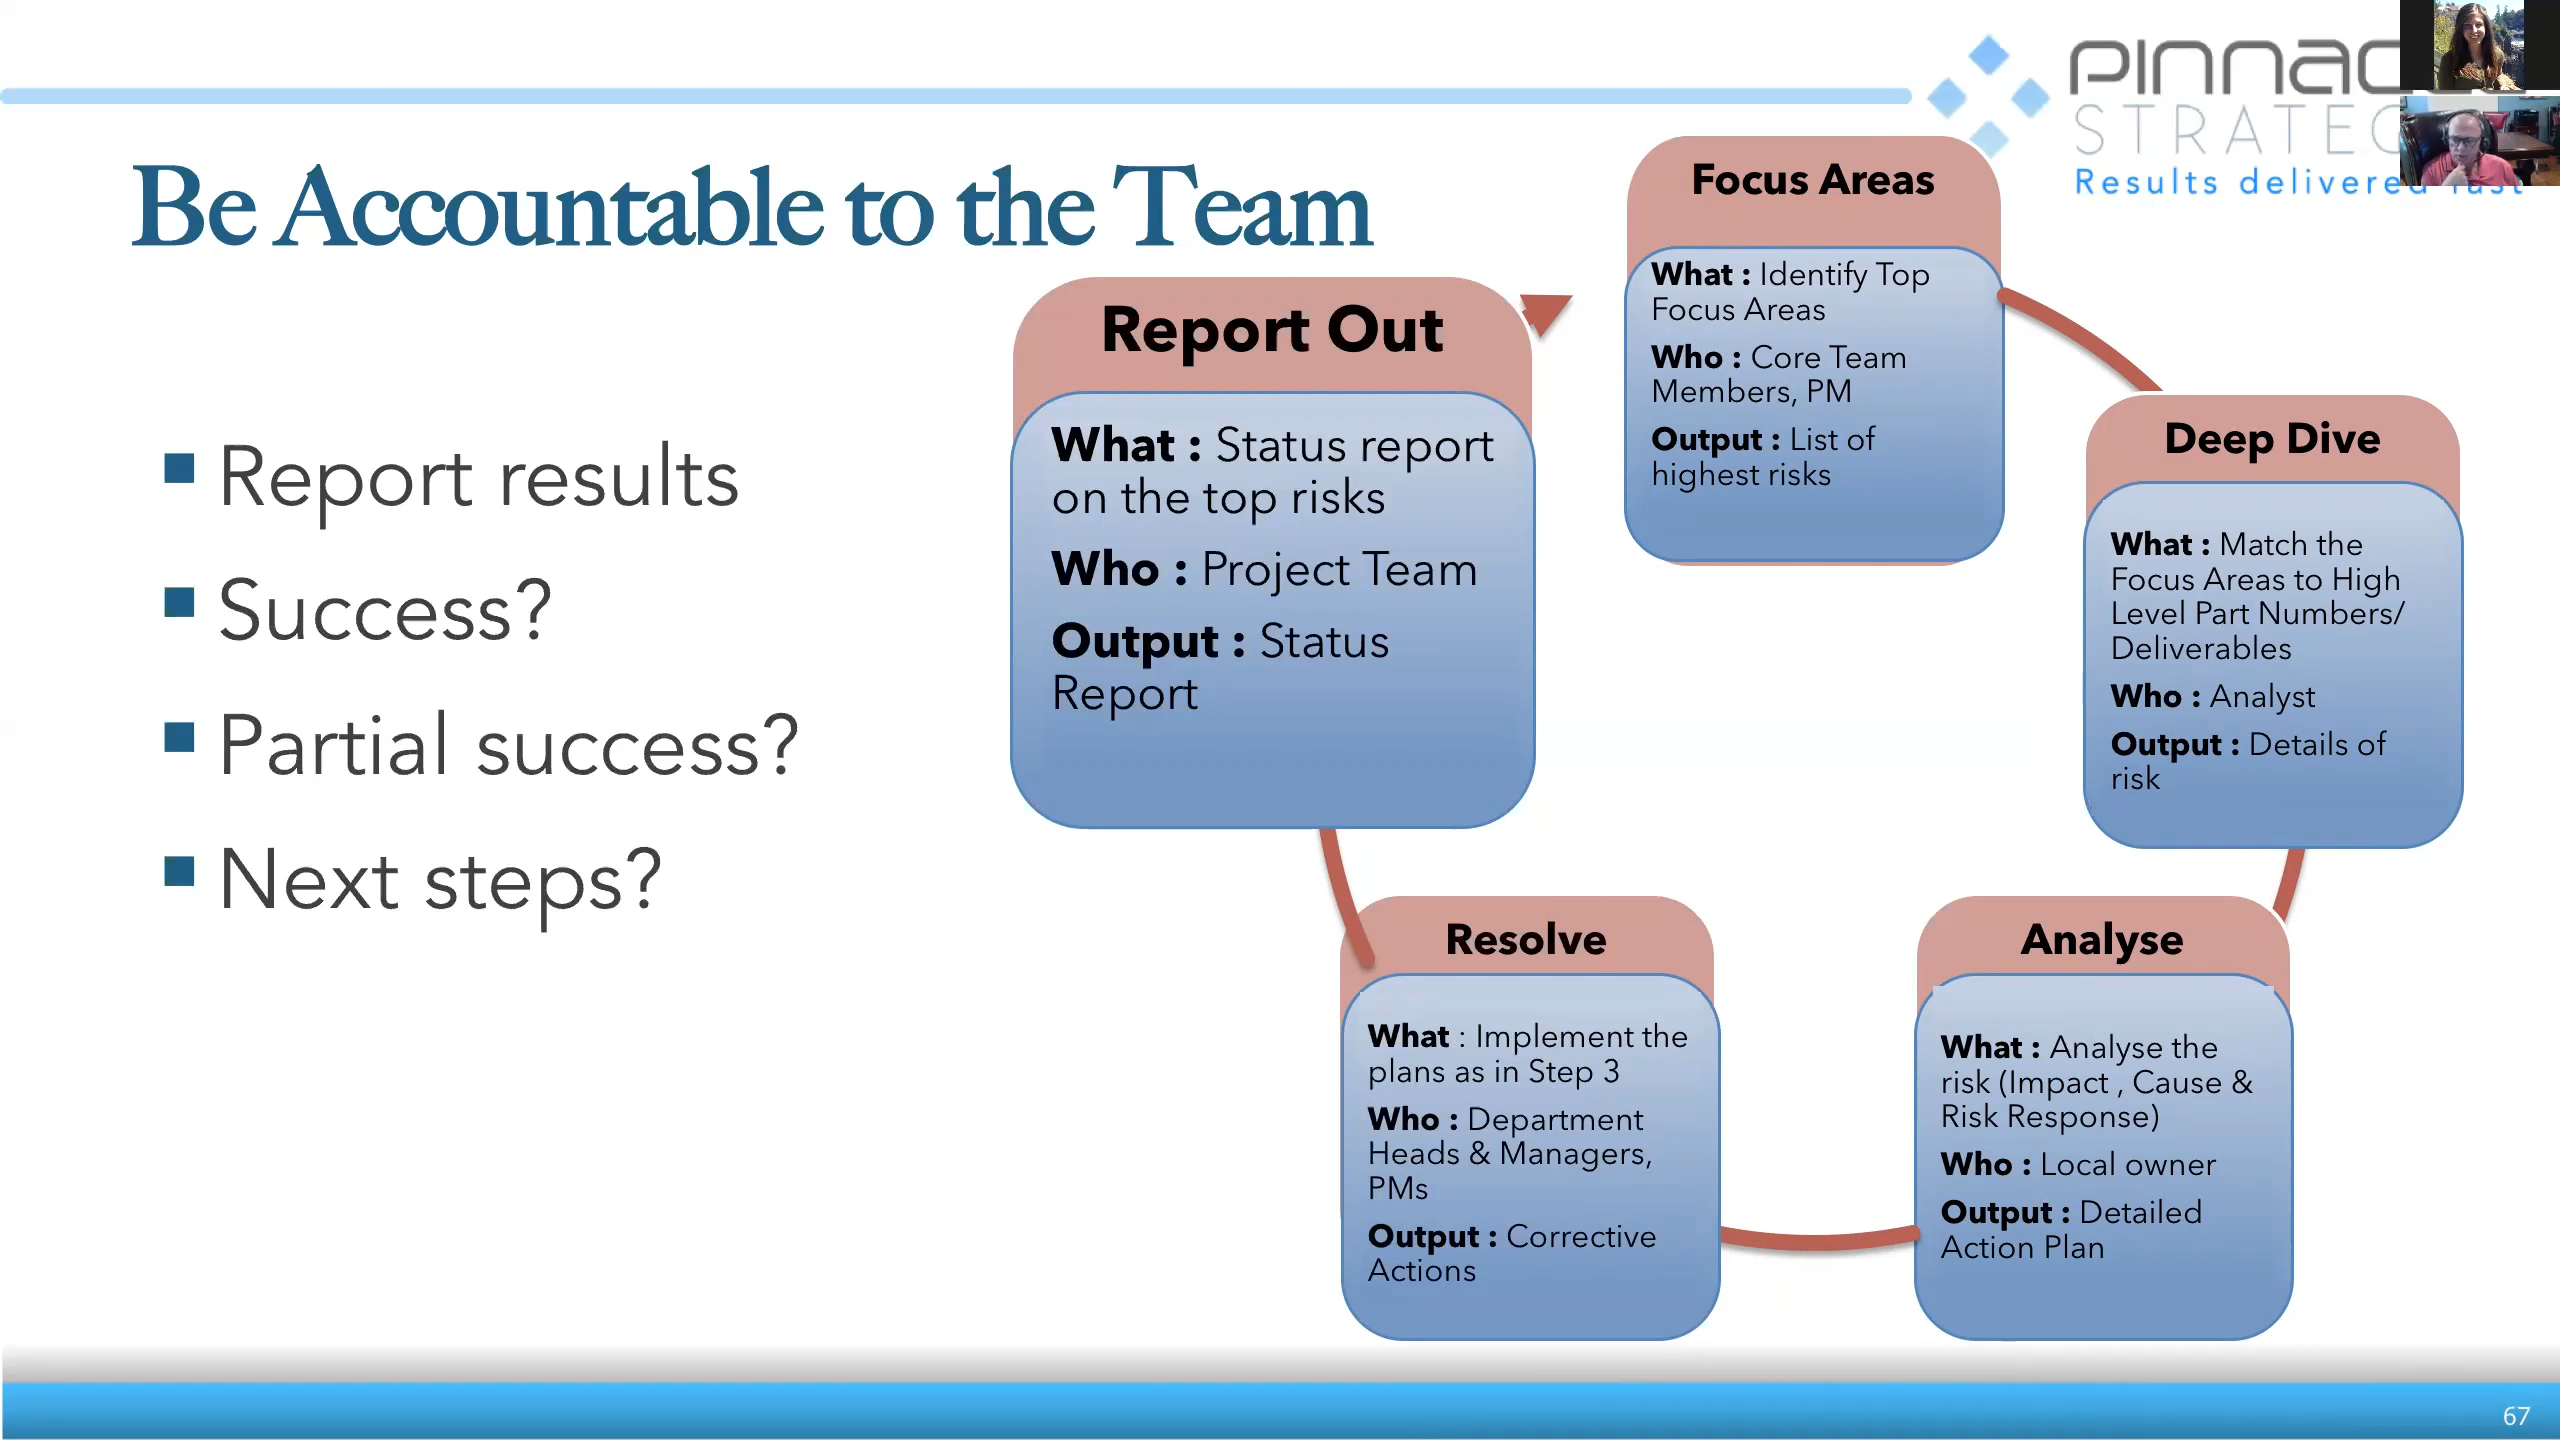 PINNAC
STRATEG
Results delivered fast
Be Accountable to the Team
Report results
Success?
Partial success?
Next steps?
Report Out
What : Status report
on the top risks
Who : Project Team
Output : Status
Report
Focus Areas
What : Identify Top
Focus Areas
Who : Core Team
Members, PM
Output : List of
highest risks
Deep Dive
What : Match the
Focus Areas to High
Level Part Numbers/
Deliverables
Who : Analyst
Output : Details of
risk
Analyse
What : Analyse the
risk (Impact , Cause &
Risk Response)
Who : Local owner
Output : Detailed
Action Plan
Resolve
What : Implement the
plans as in Step 3
Who : Department
Heads & Managers,
PMs
Output : Corrective
Actions
67